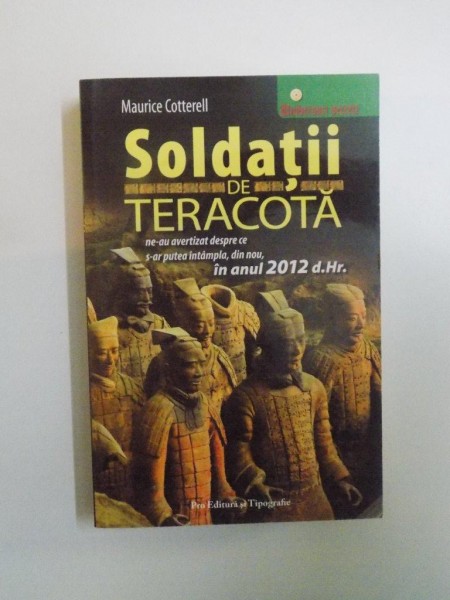 Maurice Cotterell
Soldații
DE
TERACOTĂ
ne-au avertizat despre ce
s-ar putea întâmpla, din nou,
în anul 2012 d.Hr.
Pro Editură și Tipografie